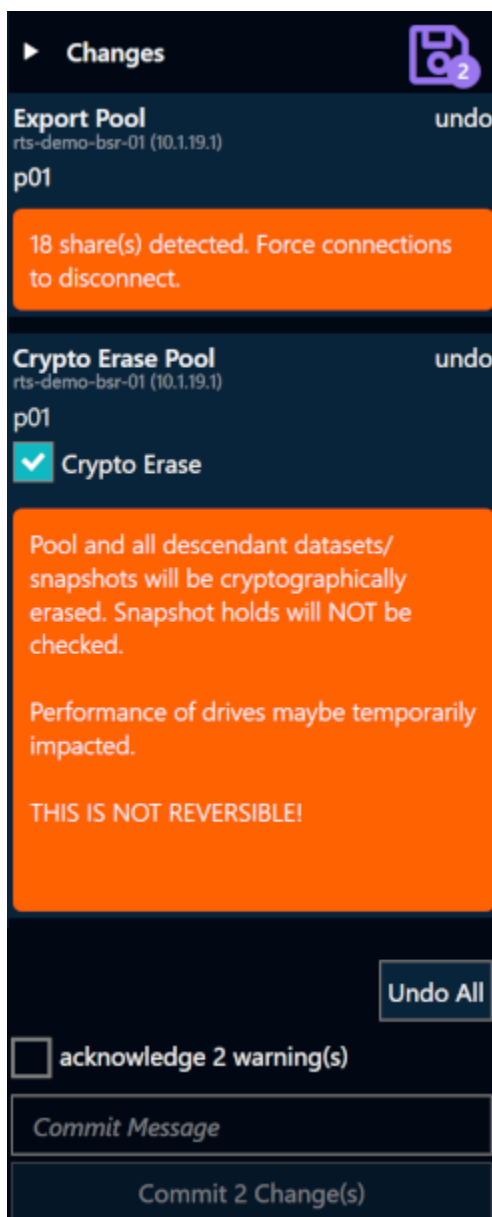 Changes
2
Export Pool undo
rts-demo-bsr-01 (10.1.19.1)
p01
18 share(s) detected. Force connections
to disconnect.
Crypto Erase Pool undo
rts-demo-bsr-01 (10.1.19.1)
p01
Crypto Erase
Pool and all descendant datasets/
snapshots will be cryptographically
erased. Snapshot holds will NOT be
checked.
Performance of drives maybe temporarily
impacted.
THIS IS NOT REVERSIBLE!
Undo All
acknowledge 2 warning(s)
Commit Message
Commit 2 Change(s)